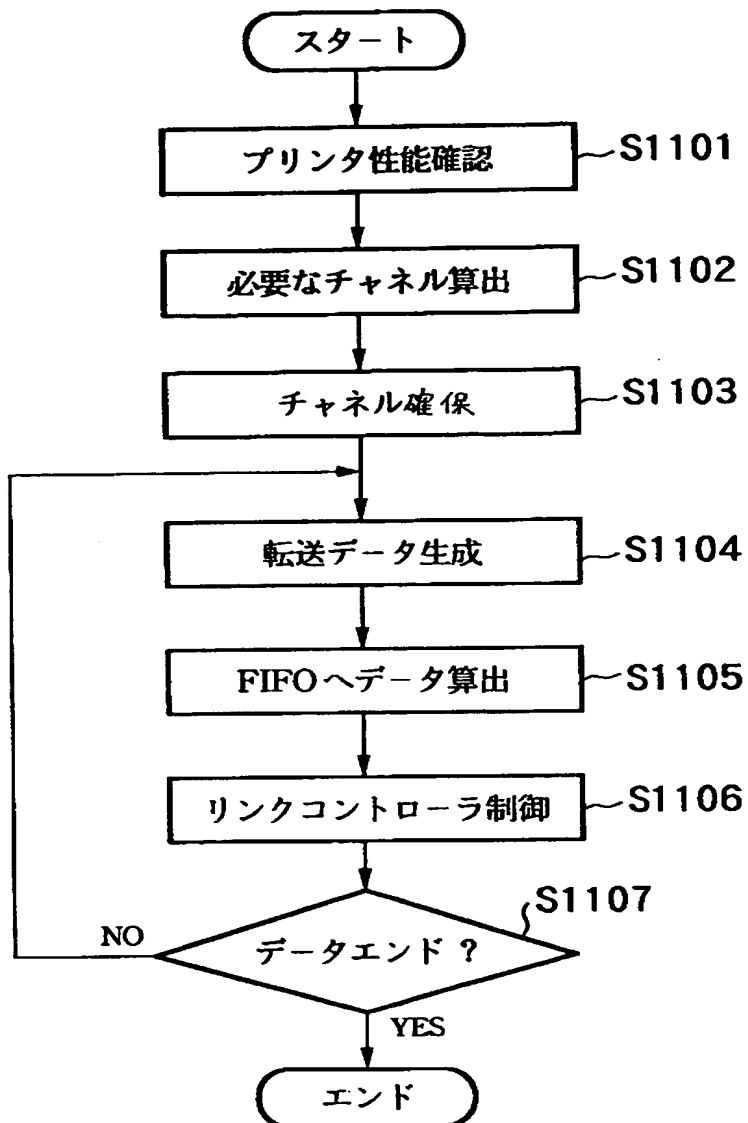 スタート
プリンタ性能確認
S1101
必要なチャネル算出
S1102
チャネル確保
S1103
転送データ生成
S1104
FIFOへデータ算出
S1105
リンクコントローラ制御
S1106
S1107
データエンド?
NO
YES
エンド